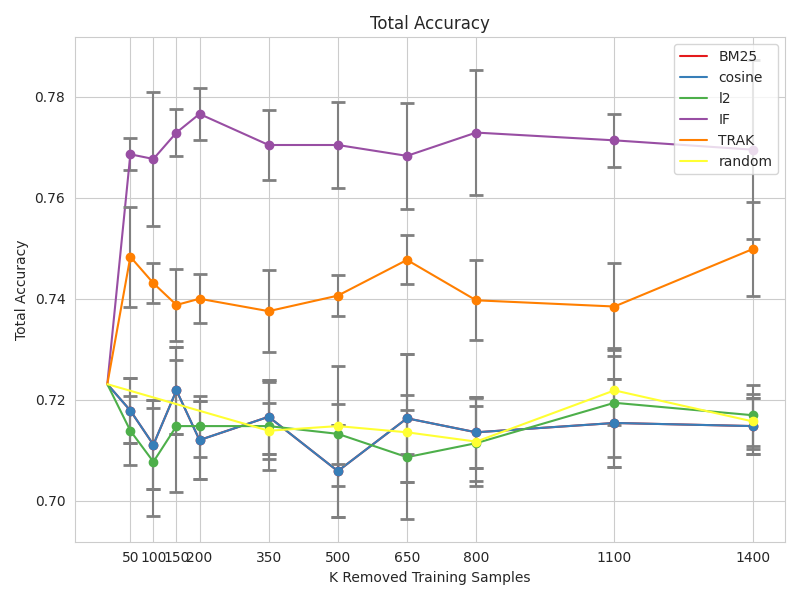 Total Accuracy
BM25
cosine
l2
IF
TRAK
random
Total Accuracy
0.78
0.76
0.74
0.72
0.70
50 100 150 200 350 500 650 800 1100 1400
K Removed Training Samples